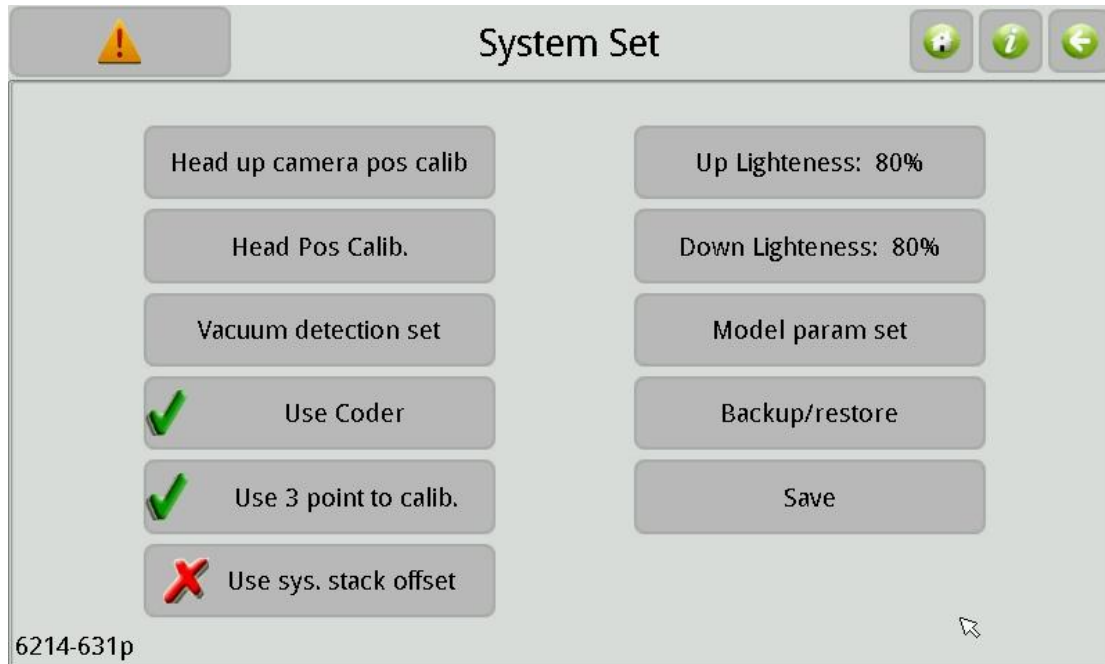 System Set
Head up camera pos calib
Head Pos Calib.
Vacuum detection set
Use Coder
Use 3 point to calib.
Use sys. stack offset
Up Lighteness: 80%
Down Lighteness: 80%
Model param set
Backup/restore
Save
6214-631p